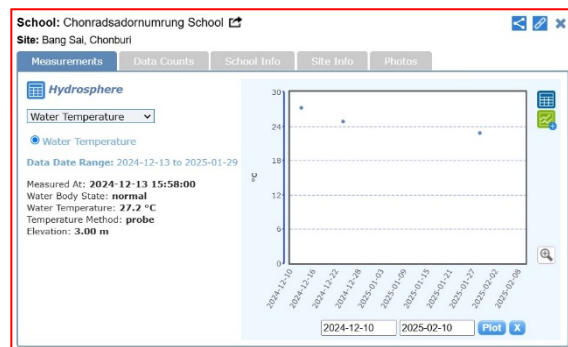 School: Chonradsadornumrung School
Site: Bang Sai, Chonburi
Measurements Data Counts School Info Site Info Photos
Hydrosphere
Water Temperature
Water Temperature
Data Date Range: 2024-12-13 to 2025-01-29
Measured At: 2024-12-13 15:58:00
Water Body State: normal
Water Temperature: 27.2 °C
Temperature Method: probe
Elevation: 3.00 m
30
24
18
12
6
0
°C
2024-12-10
2024-12-16
2024-12-22
2024-12-28
2025-01-03
2025-01-09
2025-01-15
2025-01-21
2025-01-27
2025-02-02
2025-02-08
2024-12-10 2025-02-10 Plot X